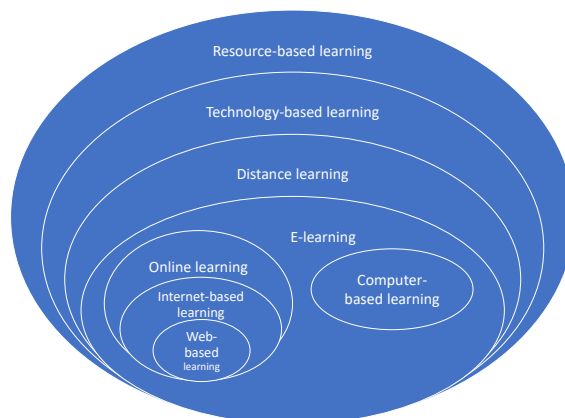 Resource-based learning
Technology-based learning
Distance learning
E-learning
Online learning
Computer-
based learning
Internet-based
learning
Web-
based
learning